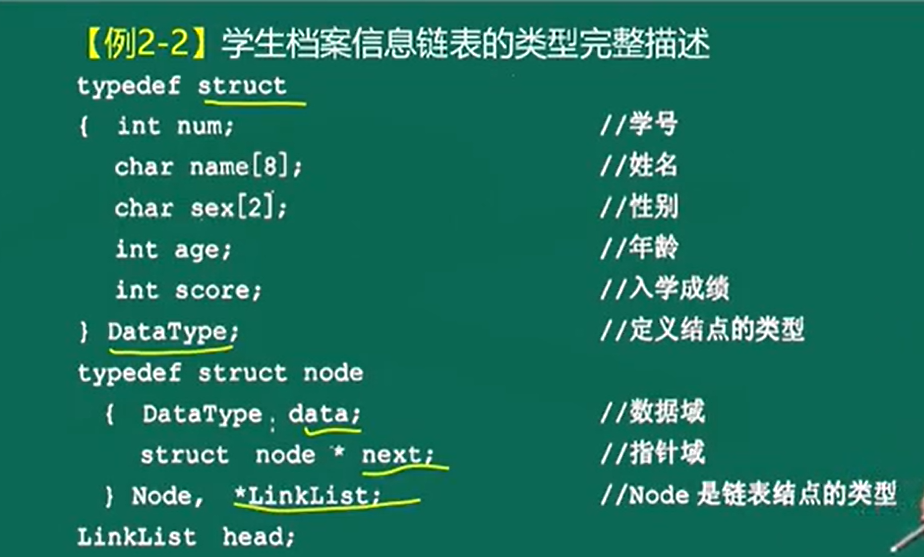 【例2-2】学生档案信息链表的类型完整描述
typedef struct
{ int num; //学号
char name[8]; //姓名
char sex[2]; //性别
int age; //年龄
int score; //入学成绩
} DataType; //定义结点的类型
typedef struct node
{ DataType data; //数据域
struct node * next; //指针域
} Node, *LinkList; //Node 是链表结点的类型
LinkList head;